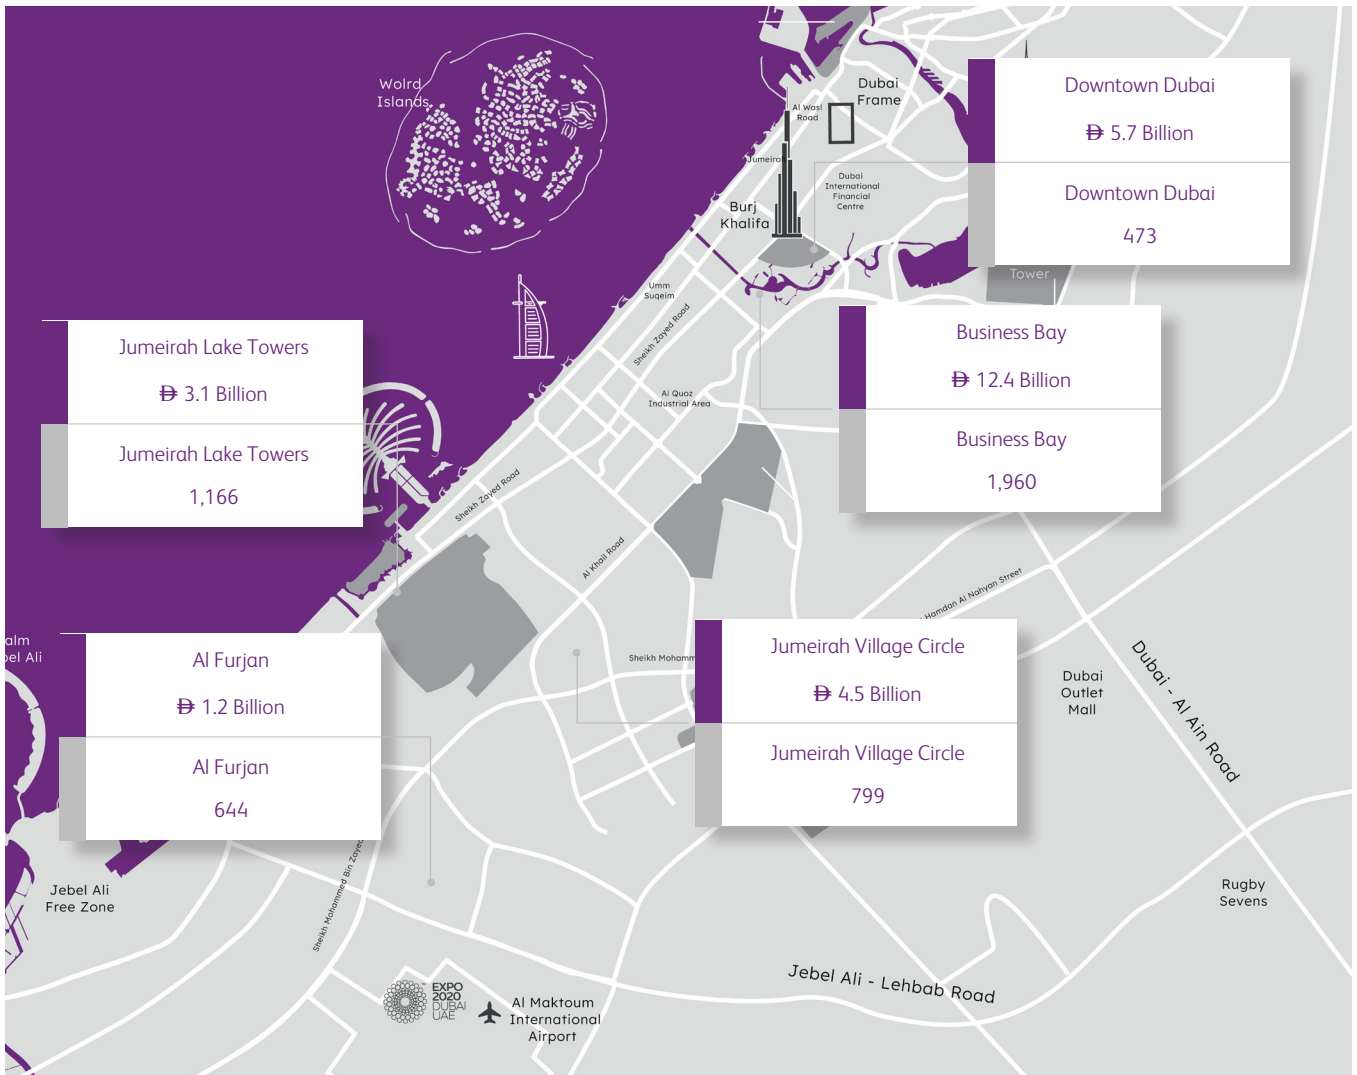 Wolrd
Islands
Dubai
Frame
Al Wasl
Road
Jumeirah
Dubai
International
Financial
Centre
Burj
Khalifa
Downtown Dubai
5.7 Billion
Downtown Dubai
473
Tower
Umm
Suqeim
Sheikh Zayed Road
Al Quoz
Industrial Area
Business Bay
12.4 Billion
Business Bay
1,960
Jumeirah Lake Towers
3.1 Billion
Jumeirah Lake Towers
1,166
Sheikh Zayed Road
Al Khail Road
Hamdan Al Nahyan Street
alm
bel Ali
Al Furjan
1.2 Billion
Al Furjan
644
Sheikh Mohamm
Jumeirah Village Circle
4.5 Billion
Jumeirah Village Circle
799
Dubai
Outlet
Mall
Dubai - Al Ain Road
Jebel Ali
Free Zone
Sheikh Mohammed Bin Zayed
Rugby
Sevens
Jebel Ali - Lehbab Road
EXPO
2020
DUBAI
UAE
Al Maktoum
International
Airport